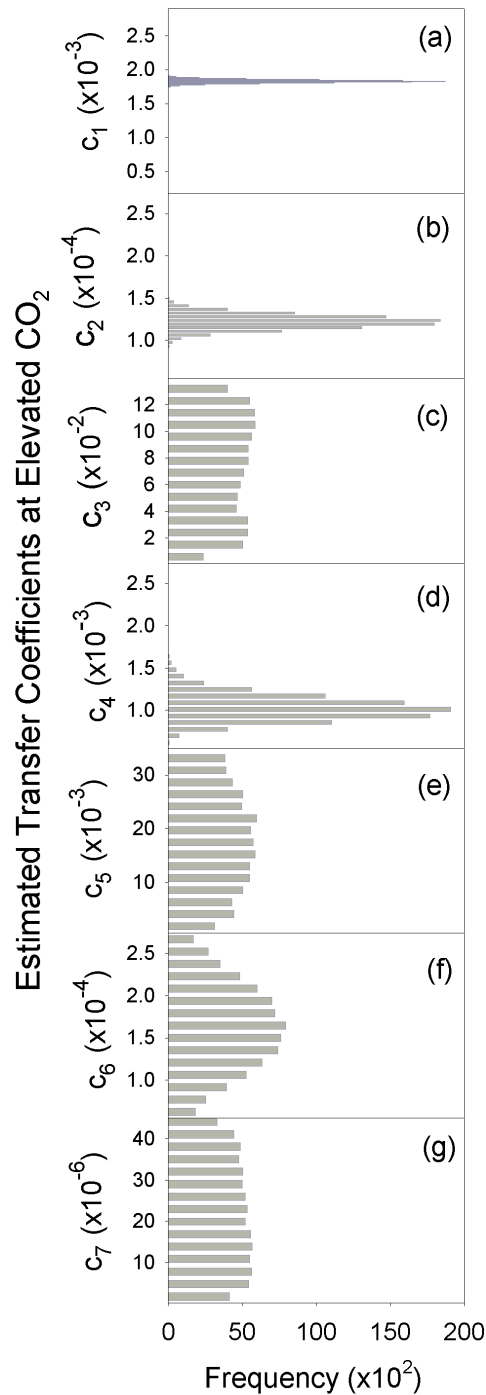 Estimated Transfer Coefficients at Elevated CO₂
c₁ (x10⁻³)
2.5
2.0
1.5
1.0
0.5
(a)
c₂ (x10⁻⁴)
2.5
2.0
1.5
1.0
(b)
c₃ (x10⁻²)
12
10
8
6
4
2
(c)
c₄ (x10⁻³)
2.5
2.0
1.5
1.0
(d)
c₅ (x10⁻³)
30
20
10
(e)
c₆ (x10⁻⁴)
2.5
2.0
1.5
1.0
(f)
c₇ (x10⁻⁶)
40
30
20
10
(g)
0 50 100 150 200
Frequency (x10²)